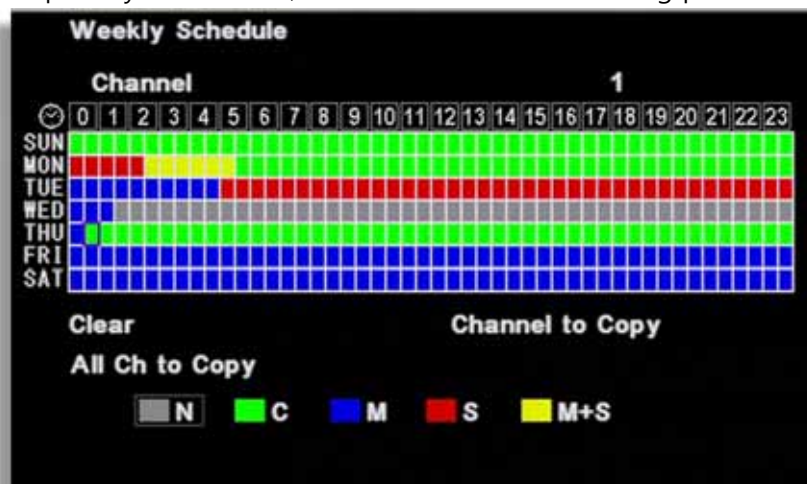 Weekly Schedule
Channel 1
0 1 2 3 4 5 6 7 8 9 10 11 12 13 14 15 16 17 18 19 20 21 22 23
SUN
MON
TUE
WED
THU
FRI
SAT
Clear Channel to Copy
All Ch to Copy
N C M S M+S